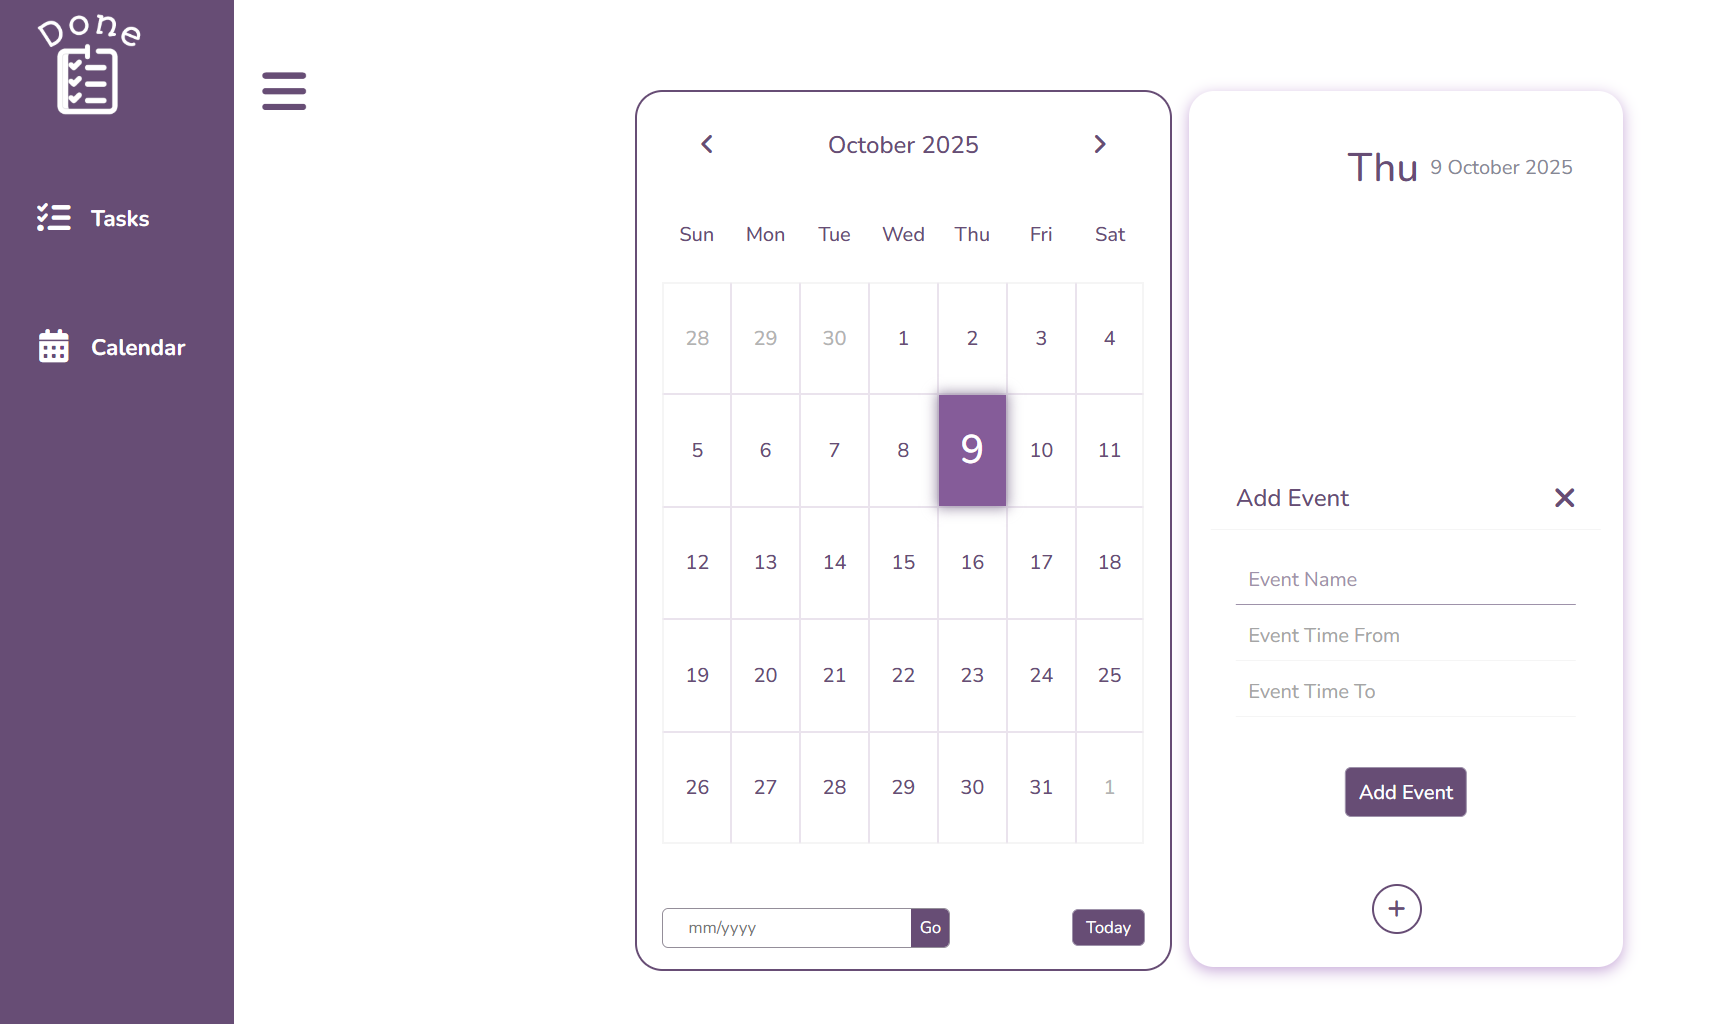 Done
Tasks
Calendar
October 2025
Sun Mon Tue Wed Thu Fri Sat
28 29 30 1 2 3 4
5 6 7 8 9 10 11
12 13 14 15 16 17 18
19 20 21 22 23 24 25
26 27 28 29 30 31 1
mm/yyyy Go Today
Thu 9 October 2025
Add Event
Event Name
Event Time From
Event Time To
Add Event